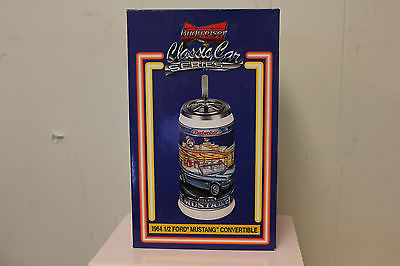 Budweiser
Classic Car
SERIES
Budweiser
MUSTANG
1964 1/2 FORD MUSTANG CONVERTIBLE